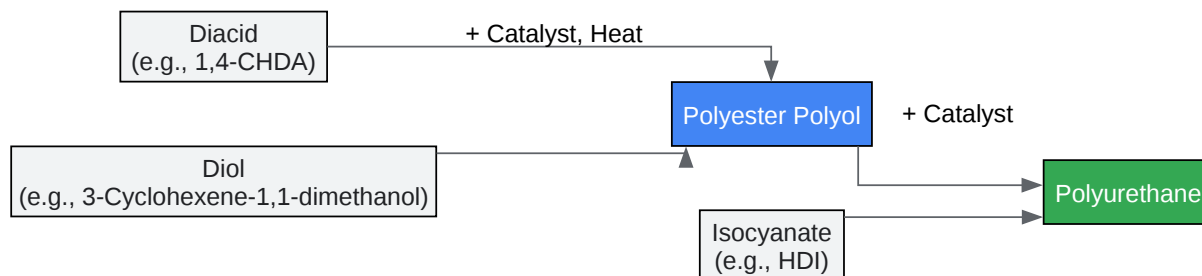 Diacid
(e.g., 1,4-CHDA)
+ Catalyst, Heat
Polyester Polyol
+ Catalyst
Diol
(e.g., 3-Cyclohexene-1,1-dimethanol)
Polyurethane
Isocyanate
(e.g., HDI)